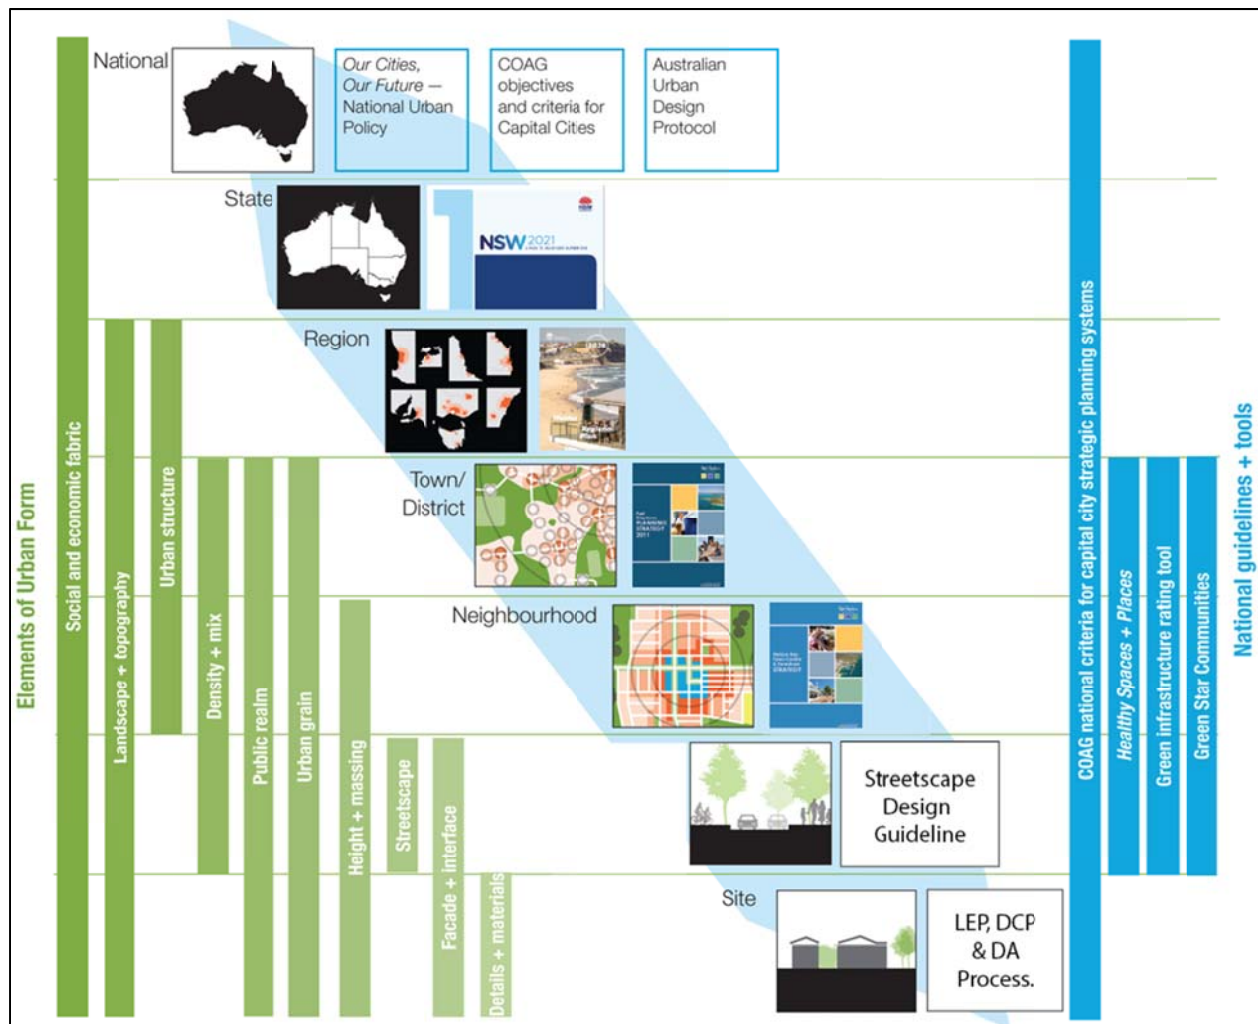 National
Our Cities,
Our Future —
National Urban
Policy
COAG
objectives
and criteria for
Capital Cities
Australian
Urban
Design
Protocol
State
NSW 2021
Region
Town/
District
PLANNING
STRATEGY
2011
Neighbourhood
STRATEGY
Streetscape
Design
Guideline
Site
LEP, DCP
& DA
Process.
Elements of Urban Form
Social and economic fabric
Landscape + topography
Urban structure
Density + mix
Public realm
Urban grain
Height + massing
Streetscape
Facade + interface
Details + materials
COAG national criteria for capital city strategic planning systems
Healthy Spaces + Places
Green infrastructure rating tool
Green Star Communities
National guidelines + tools